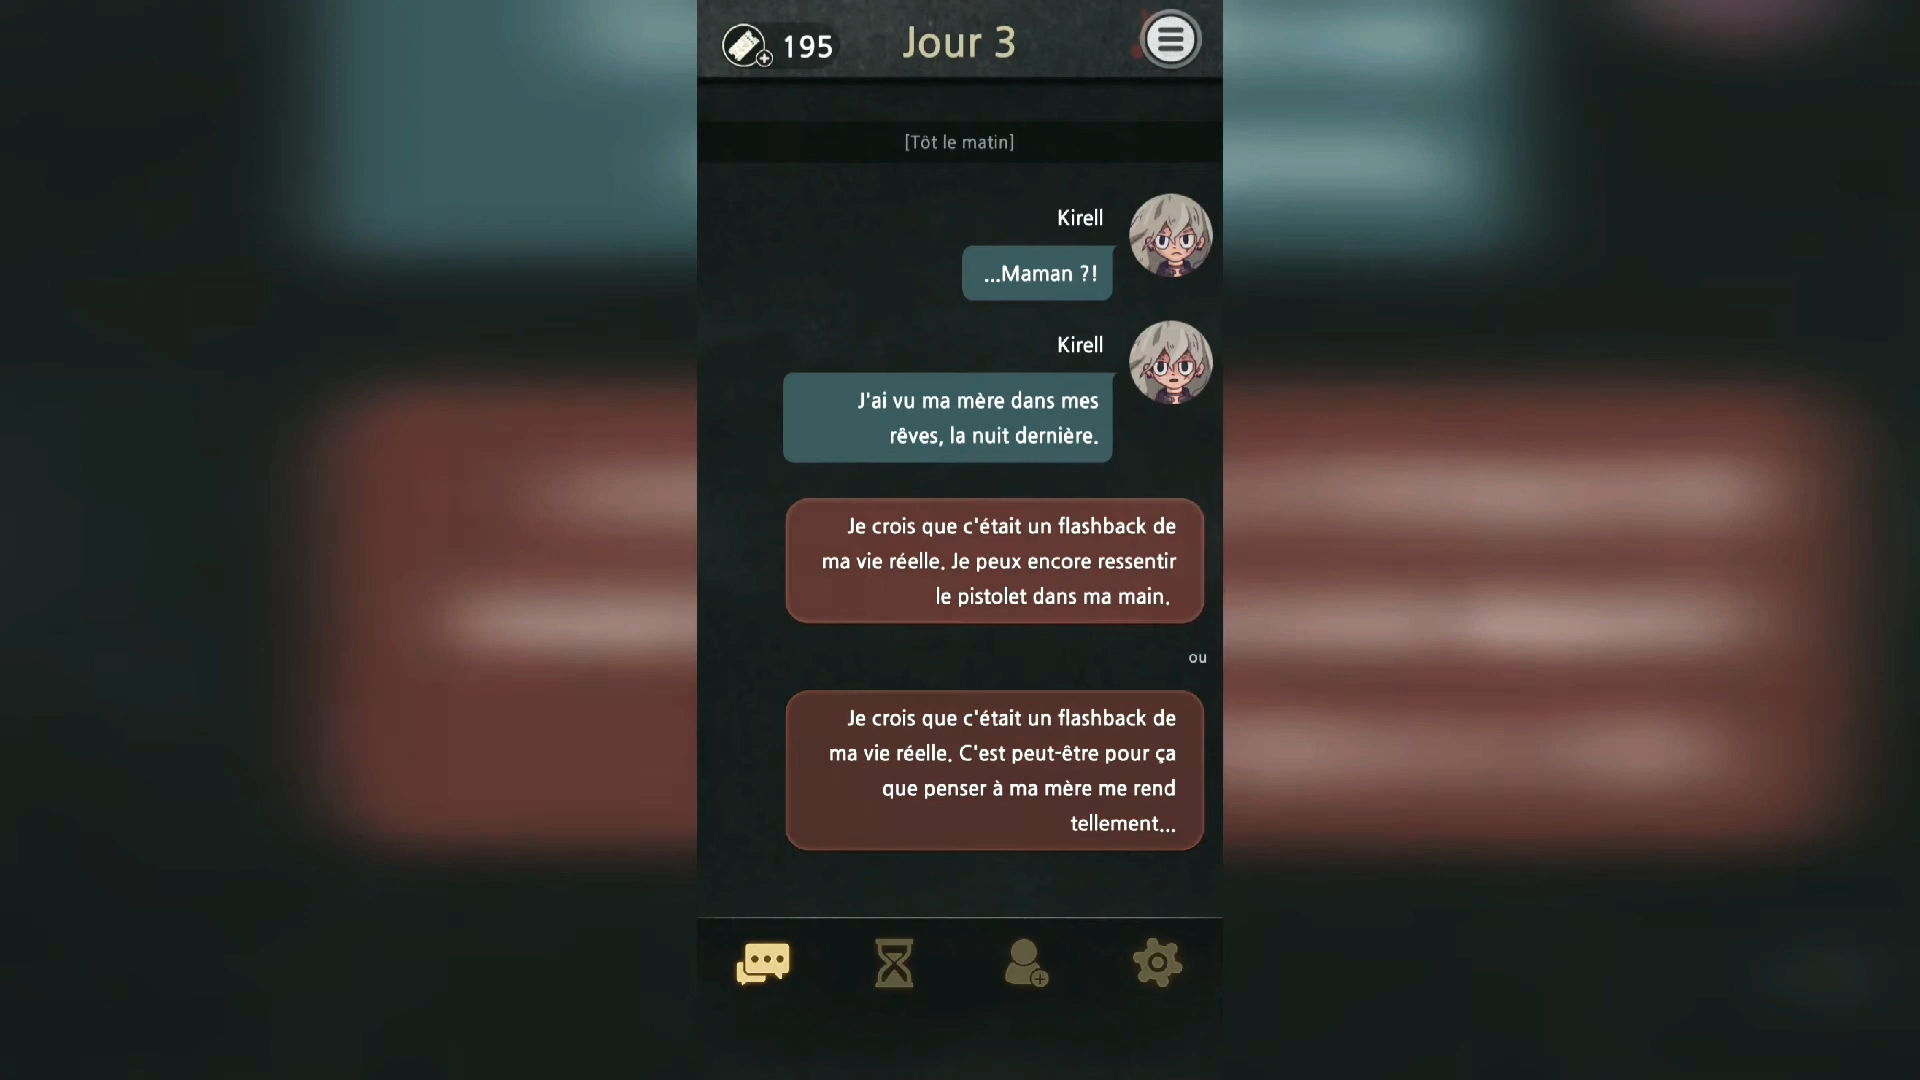 195
Jour 3
[Tôt le matin]
Kirell
...Maman ?!
Kirell
J'ai vu ma mère dans mes
rêves, la nuit dernière.
Je crois que c'était un flashback de
ma vie réelle. Je peux encore ressentir
le pistolet dans ma main.
ou
Je crois que c'était un flashback de
ma vie réelle. C'est peut-être pour ça
que penser à ma mère me rend
tellement...